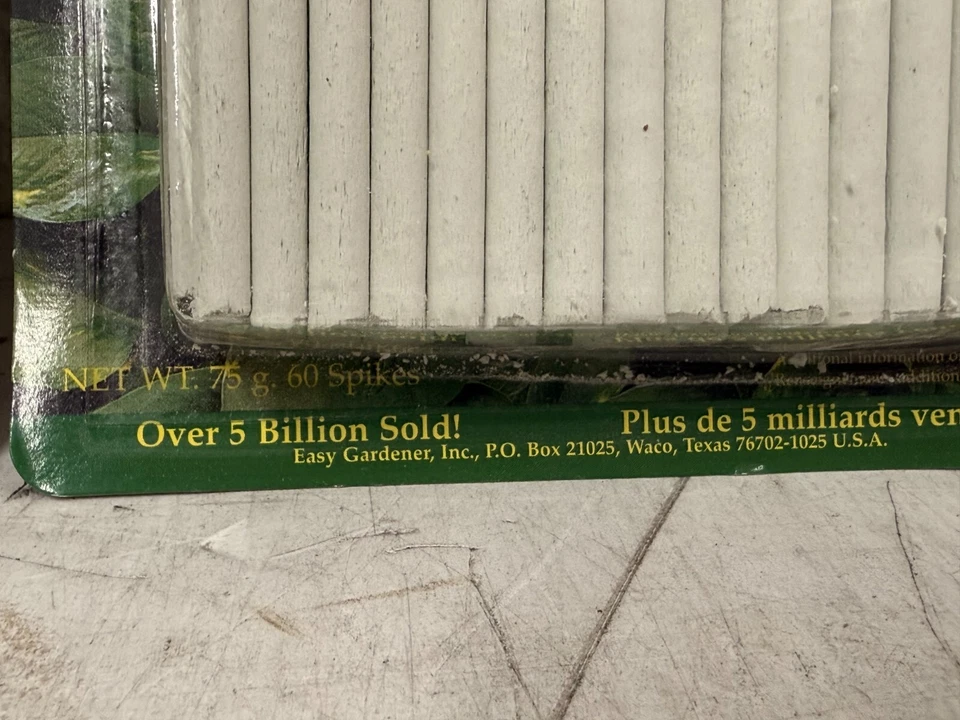 NET WT. 75 g. 60 Spikes
Over 5 Billion Sold!
Plus de 5 milliards ven
Easy Gardener, Inc., P.O. Box 21025, Waco, Texas 76702-1025 U.S.A.